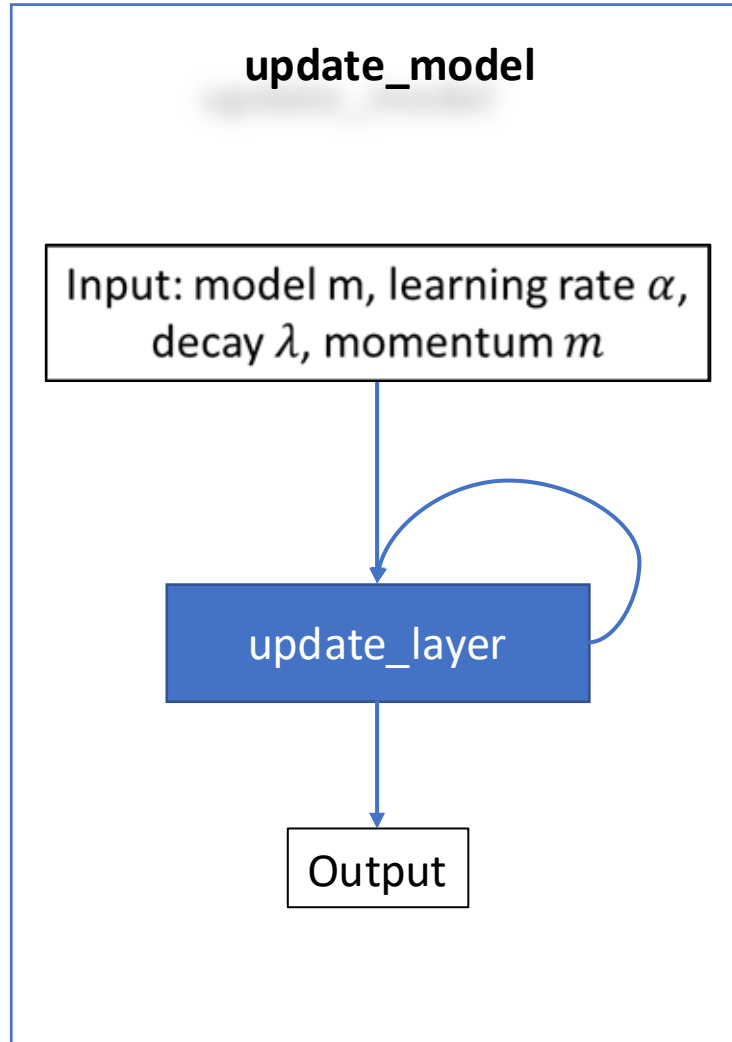 update_model
Input: model m, learning rate α,
decay λ, momentum m
update_layer
Output